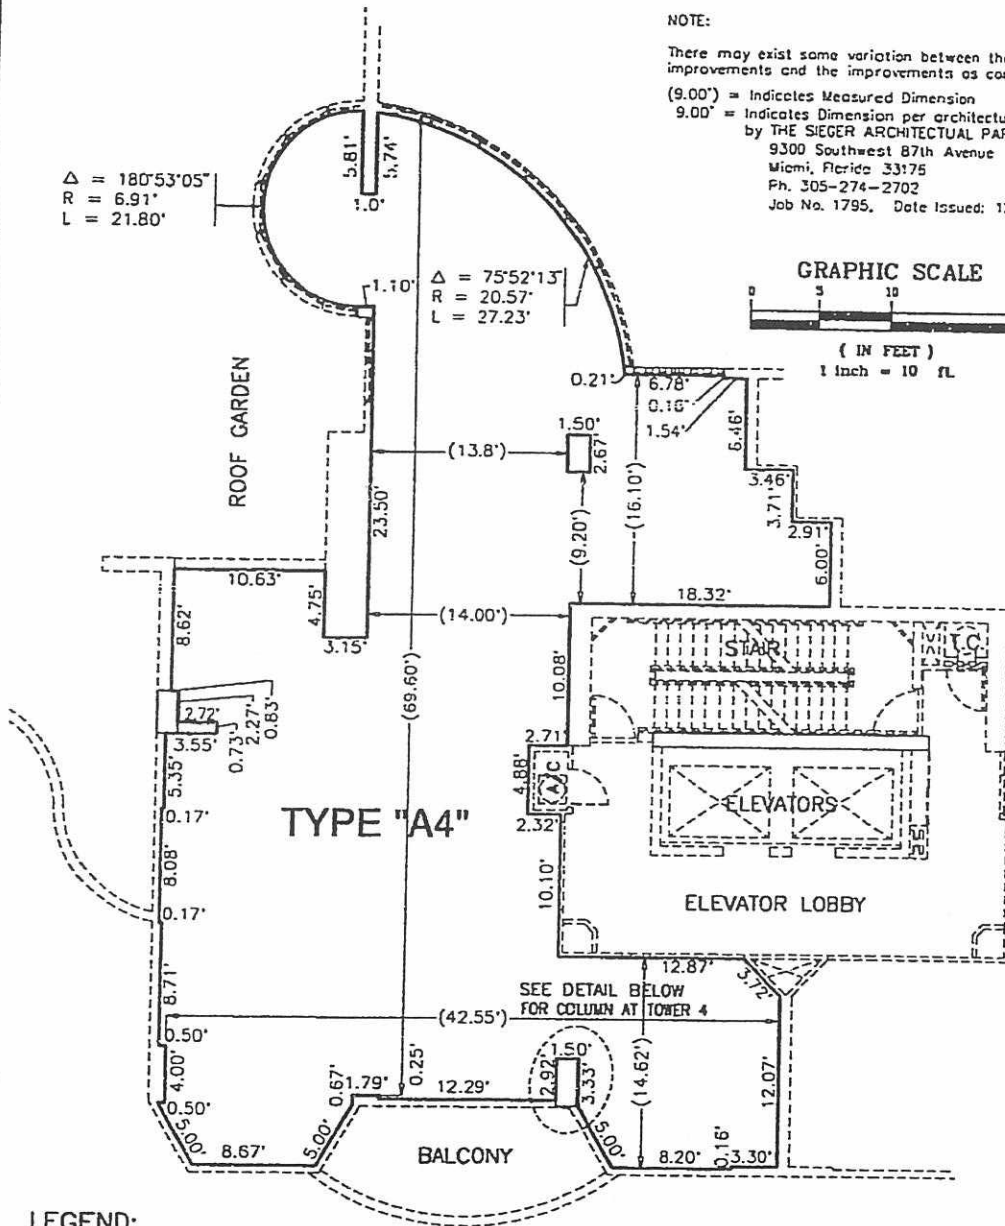 NOTE:
There may exist some variation between the
improvements and the improvements as
(9.00') = Indicates Measured Dimension
9.00' = Indicates Dimension per
by THE SIEGER ARCHITECTUAL
9300 Southwest 87th Avenue
Miami, Florida 33175
Ph. 305-274-2702
Job No. 1795, Date Issued:
GRAPHIC SCALE
0 5 10
( IN FEET )
1 inch = 10 ft.
Δ = 180°53'05"
R = 6.91'
L = 21.80'
5.81'
5.74'
1.0'
1.10'
Δ = 75°52'13"
R = 20.57'
L = 27.23'
0.21'
6.78'
0.16'
1.54'
6.46'
3.46'
3.71'
2.91'
6.00'
ROOF GARDEN
(13.8')
1.50'
2.67'
23.50'
(9.20')
(16.10')
18.32'
10.63'
4.75'
3.15'
(14.00')
8.62'
(69.60')
10.08'
STAIR
T.C
2.72'
3.55'
0.73'
2.27'
0.83'
2.71'
4.88'
A C
2.32'
ELEVATORS
5.35'
0.17'
TYPE "A4"
8.08'
0.17'
10.10'
ELEVATOR LOBBY
8.71'
12.87'
3.72'
SEE DETAIL BELOW
FOR COLUMN AT TOWER 4
(42.55')
0.50'
4.00'
0.50'
5.00'
8.67'
5.00'
0.67'
1.79'
0.25'
12.29'
2.92'
1.50'
3.33'
(14.62')
12.07'
5.00'
8.20'
0.16'
3.30'
BALCONY
LEGEND: